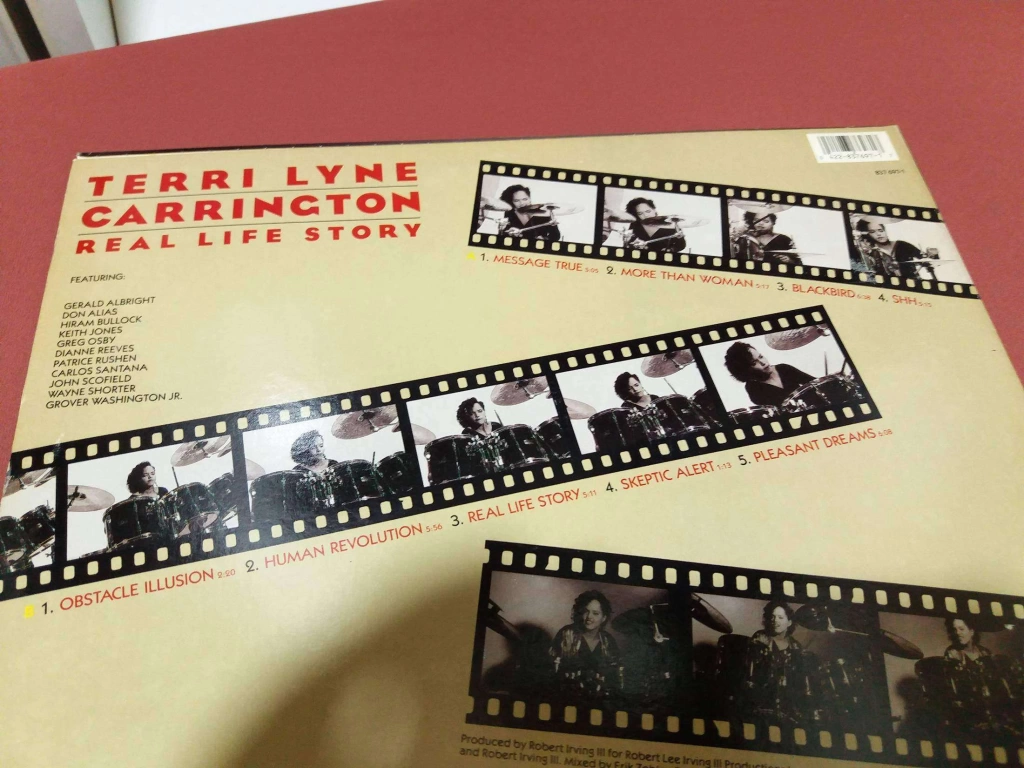 TERRI LYNE
CARRINGTON
REAL LIFE STORY
FEATURING:
GERALD ALBRIGHT
DON ALIAS
HIRAM BULLOCK
KEITH JONES
GREG OSBY
DIANNE REEVES
PATRICE RUSHEN
CARLOS SANTANA
JOHN SCOFIELD
WAYNE SHORTER
GROVER WASHINGTON JR.
1. MESSAGE TRUE 5:05 2. MORE THAN WOMAN 5:17 3. BLACKBIRD 4. SHH 5:15
1. OBSTACLE ILLUSION 2:20 2. HUMAN REVOLUTION 5:56 3. REAL LIFE STORY 5:11 4. SKEPTIC ALERT 1:13 5. PLEASANT DREAMS 6:08
Produced by Robert Irving III for Robert Lee Irving III
and Robert Irving III. Mixed by Erik